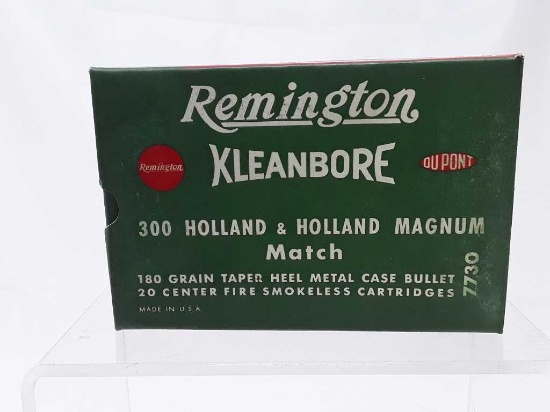 Remington
Remington
KLEANBORE
DU PONT
300 HOLLAND & HOLLAND MAGNUM
Match
180 GRAIN TAPER HEEL METAL CASE BULLET
20 CENTER FIRE SMOKELESS CARTRIDGES
7730
MADE IN U.S.A.